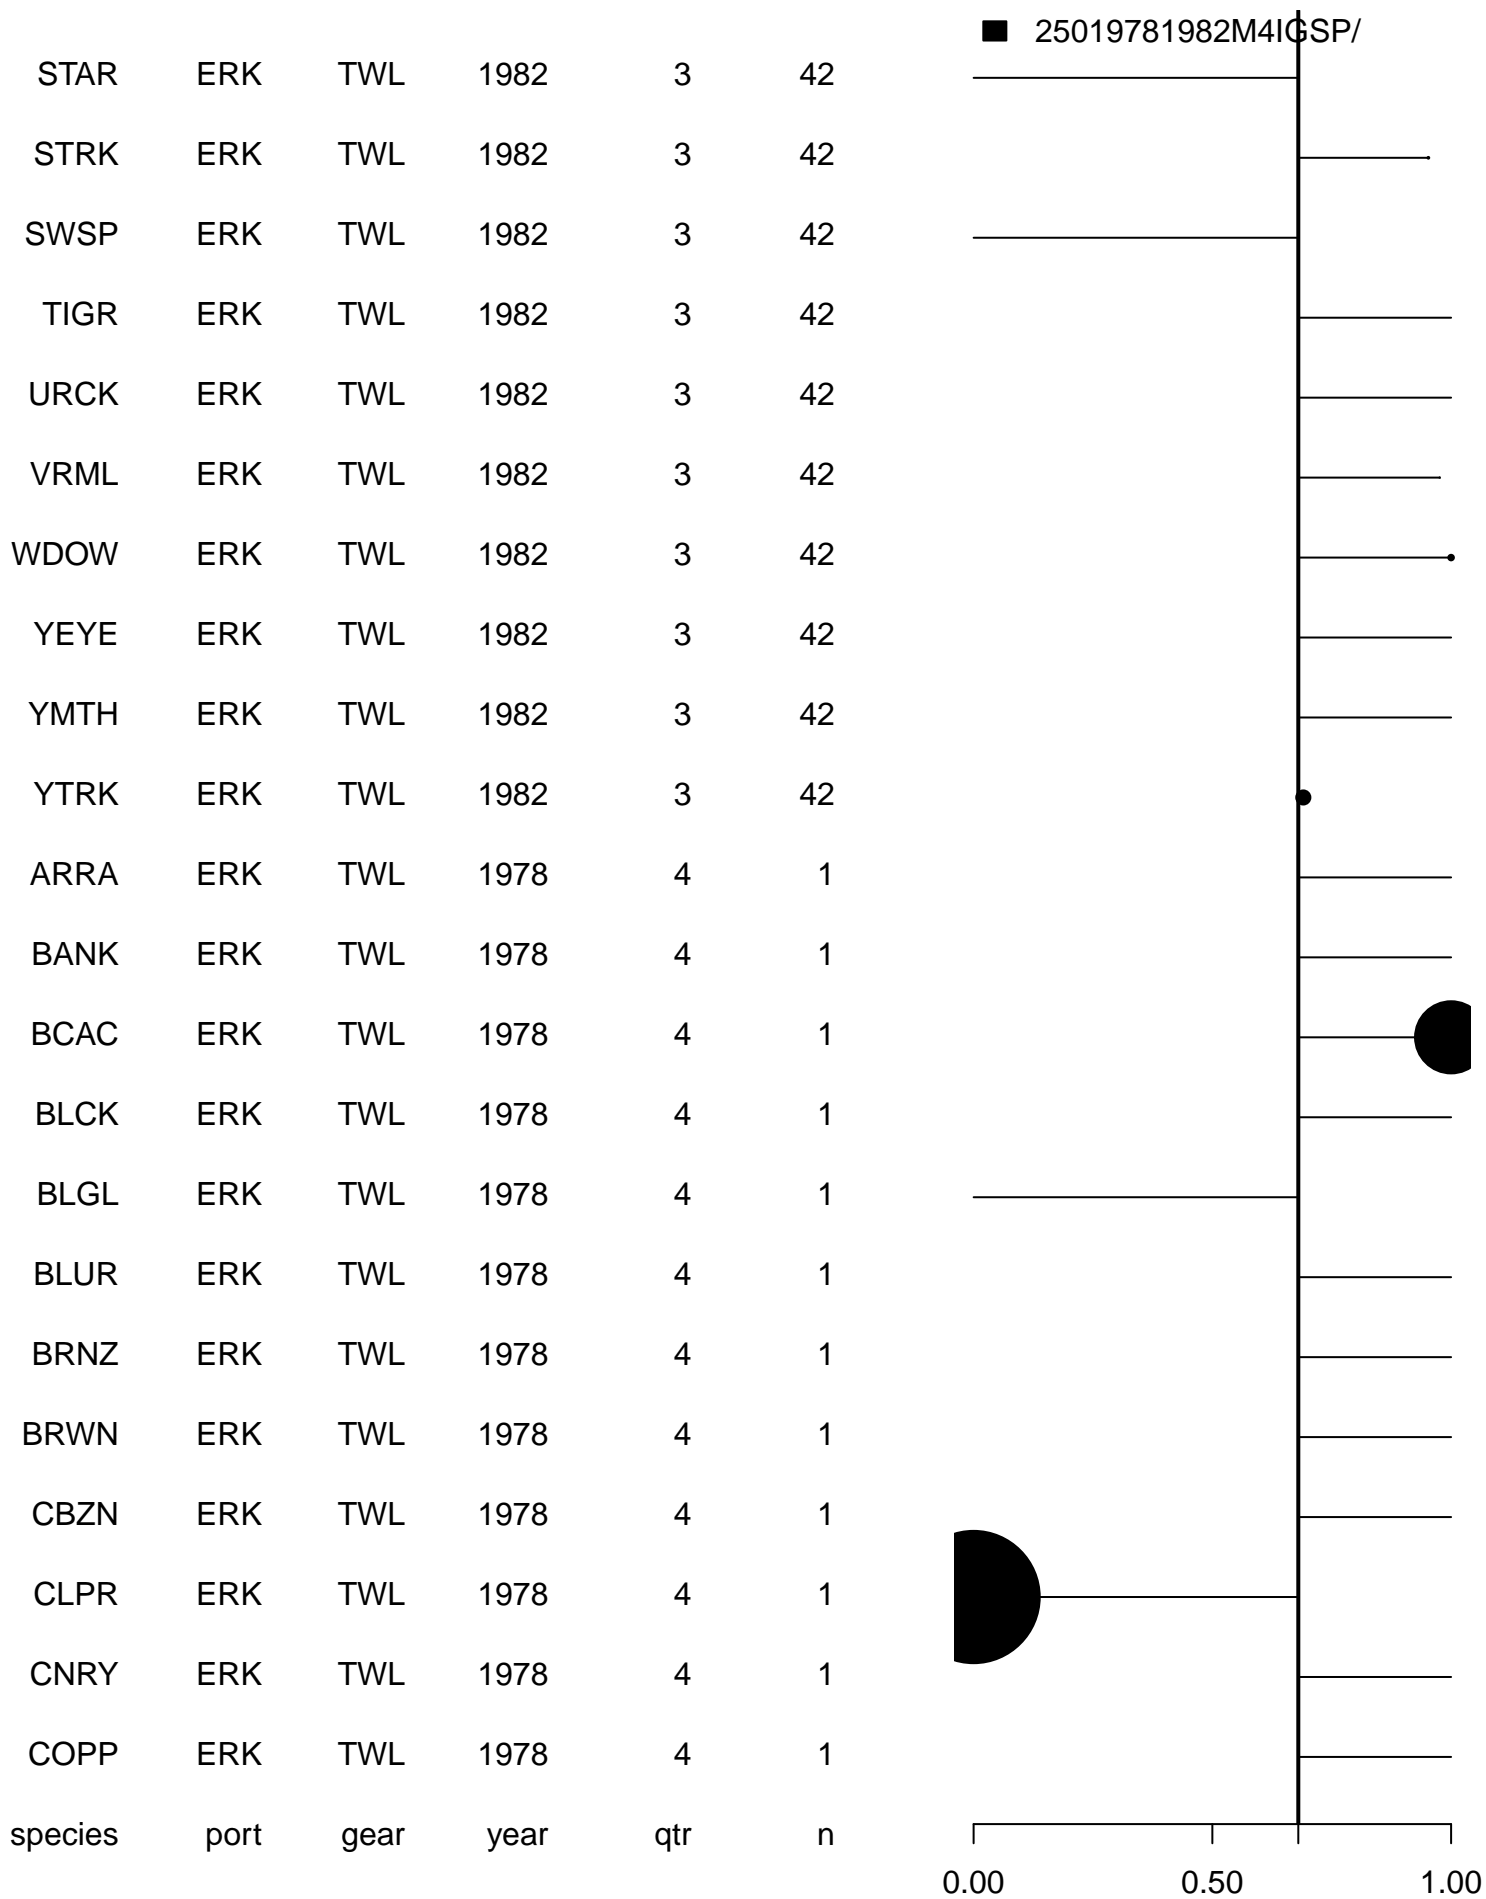 25019781982M4IGSP/
STAR ERK TWL 1982 3 42
STRK ERK TWL 1982 3 42
SWSP ERK TWL 1982 3 42
TIGR ERK TWL 1982 3 42
URCK ERK TWL 1982 3 42
VRML ERK TWL 1982 3 42
WDOW ERK TWL 1982 3 42
YEYE ERK TWL 1982 3 42
YMTH ERK TWL 1982 3 42
YTRK ERK TWL 1982 3 42
ARRA ERK TWL 1978 4 1
BANK ERK TWL 1978 4 1
BCAC ERK TWL 1978 4 1
BLCK ERK TWL 1978 4 1
BLGL ERK TWL 1978 4 1
BLUR ERK TWL 1978 4 1
BRNZ ERK TWL 1978 4 1
BRWN ERK TWL 1978 4 1
CBZN ERK TWL 1978 4 1
CLPR ERK TWL 1978 4 1
CNRY ERK TWL 1978 4 1
COPP ERK TWL 1978 4 1
species port gear year qtr n
0.00 0.50 1.00